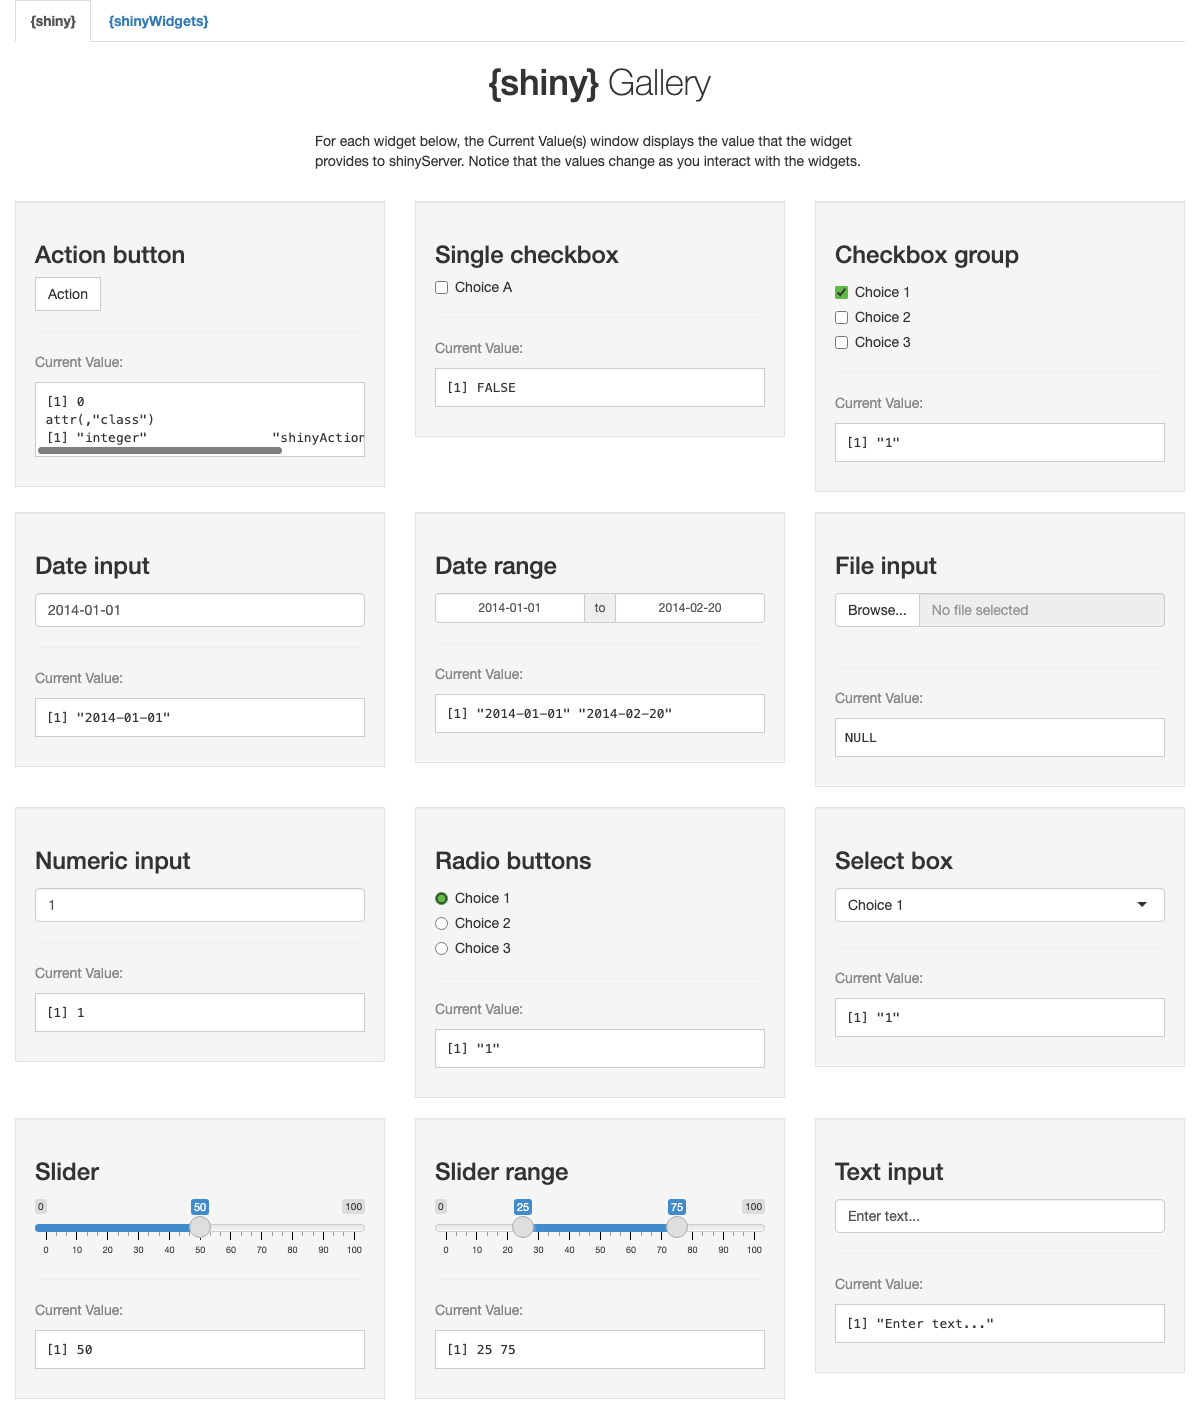 {shiny}
{shinyWidgets}
{shiny} Gallery
For each widget below, the Current Value(s) window displays the value that the widget
provides to shinyServer. Notice that the values change as you interact with the widgets.
Action button
Action
Current Value:
[1] 0
attr(,"class")
[1] "integer" "shinyAction
Single checkbox
Choice A
Current Value:
[1] FALSE
Checkbox group
Choice 1
Choice 2
Choice 3
Current Value:
[1] "1"
Date input
2014-01-01
Current Value:
[1] "2014-01-01"
Date range
2014-01-01 to 2014-02-20
Current Value:
[1] "2014-01-01" "2014-02-20"
File input
Browse... No file selected
Current Value:
NULL
Numeric input
1
Current Value:
[1] 1
Radio buttons
Choice 1
Choice 2
Choice 3
Current Value:
[1] "1"
Select box
Choice 1
Current Value:
[1] "1"
Slider
0 50 100
0 10 20 30 40 50 60 70 80 90 100
Current Value:
[1] 50
Slider range
0 25 75 100
0 10 20 30 40 50 60 70 80 90 100
Current Value:
[1] 25 75
Text input
Enter text...
Current Value:
[1] "Enter text..."